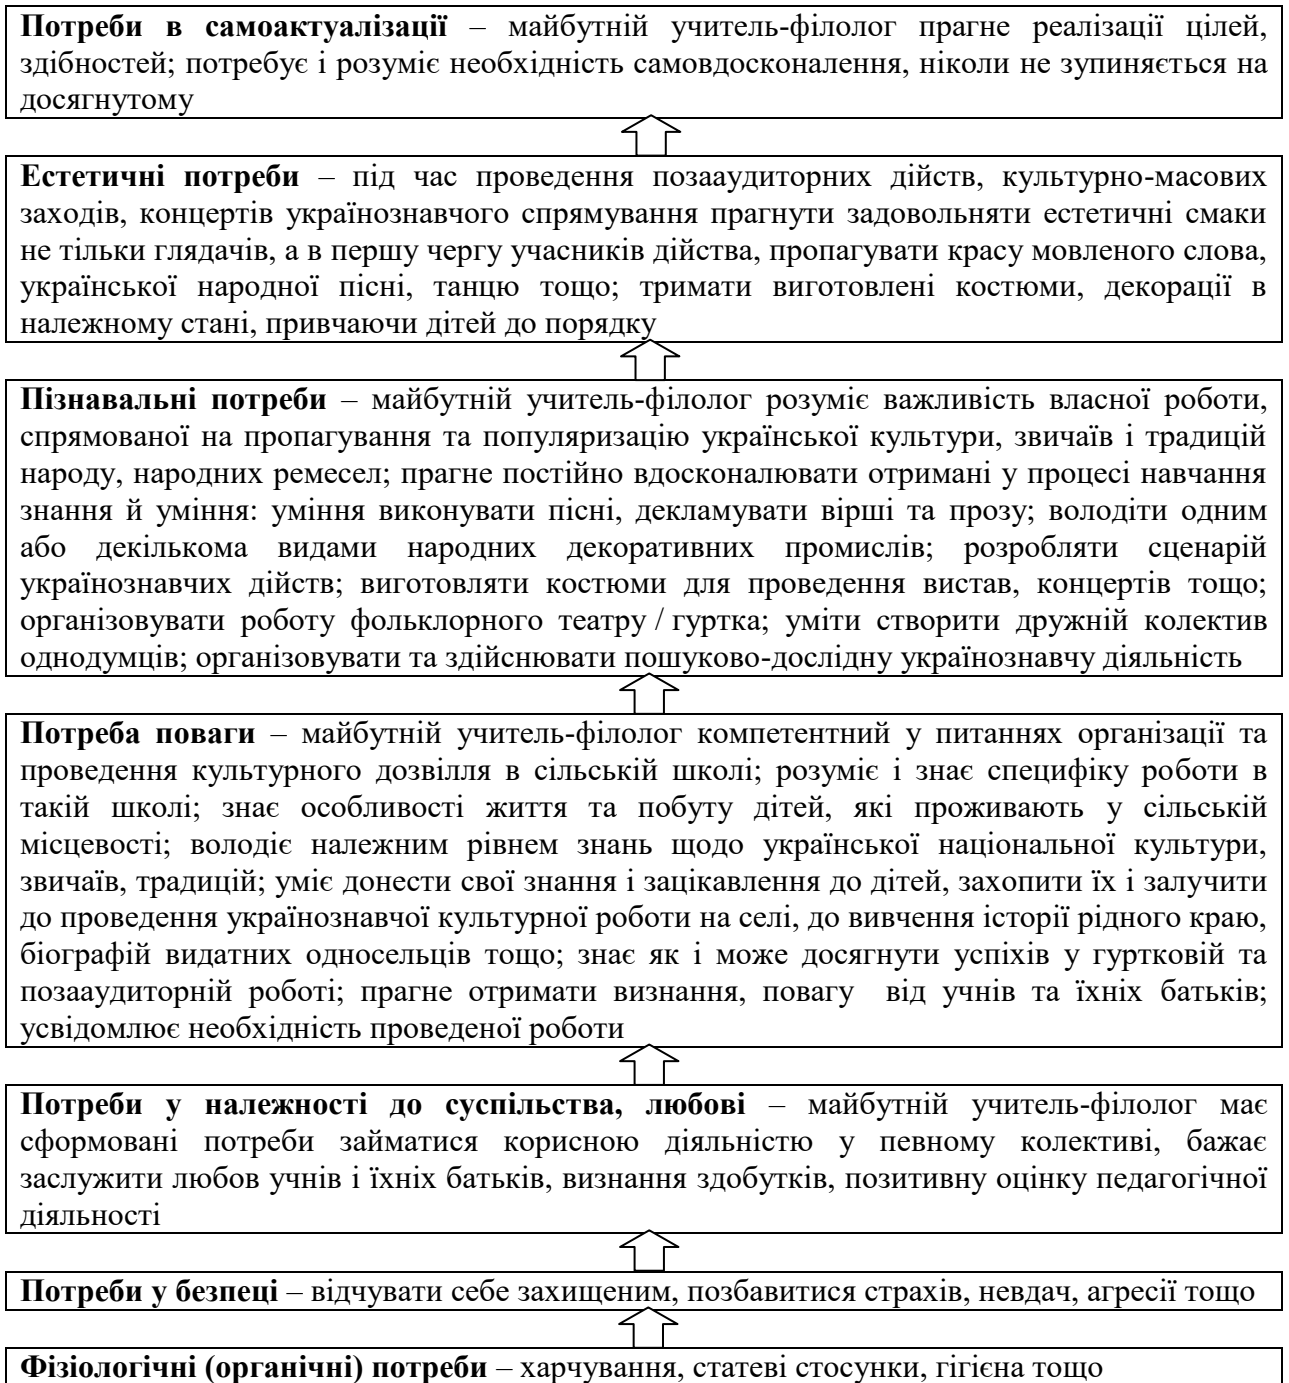 Потреби в самоактуалізації – майбутній учитель-філолог прагне реалізації цілей,
здібностей; потребує і розуміє необхідність самовдосконалення, ніколи не зупиняється на
досягнутому
Естетичні потреби – під час проведення позааудиторних дійств, культурно-масових
заходів, концертів українознавчого спрямування прагнути задовольняти естетичні смаки
не тільки глядачів, а в першу чергу учасників дійства, пропагувати красу мовленого слова,
української народної пісні, танцю тощо; тримати виготовлені костюми, декорації в
належному стані, привчаючи дітей до порядку
Пізнавальні потреби – майбутній учитель-філолог розуміє важливість власної роботи,
спрямованої на пропагування та популяризацію української культури, звичаїв і традицій
народу, народних ремесел; прагне постійно вдосконалювати отримані у процесі навчання
знання й уміння: уміння виконувати пісні, декламувати вірші та прозу; володіти одним
або декількома видами народних декоративних промислів; розробляти сценарій
українознавчих дійств; виготовляти костюми для проведення вистав, концертів тощо;
організовувати роботу фольклорного театру / гуртка; уміти створити дружній колектив
однодумців; організовувати та здійснювати пошуково-дослідну українознавчу діяльність
Потреба поваги – майбутній учитель-філолог компетентний у питаннях організації та
проведення культурного дозвілля в сільській школі; розуміє і знає специфіку роботи в
такій школі; знає особливості життя та побуту дітей, які проживають у сільській
місцевості; володіє належним рівнем знань щодо української національної культури,
звичаїв, традицій; уміє донести свої знання і зацікавлення до дітей, захопити їх і залучити
до проведення українознавчої культурної роботи на селі, до вивчення історії рідного краю,
біографій видатних односельців тощо; знає як і може досягнути успіхів у гуртковій та
позааудиторній роботі; прагне отримати визнання, повагу від учнів та їхніх батьків;
усвідомлює необхідність проведеної роботи
Потреби у належності до суспільства, любові – майбутній учитель-філолог має
сформовані потреби займатися корисною діяльністю у певному колективі, бажає
заслужити любов учнів і їхніх батьків, визнання здобутків, позитивну оцінку педагогічної
діяльності
Потреби у безпеці – відчувати себе захищеним, позбавитися страхів, невдач, агресії тощо
Фізіологічні (органічні) потреби – харчування, статеві стосунки, гігієна тощо